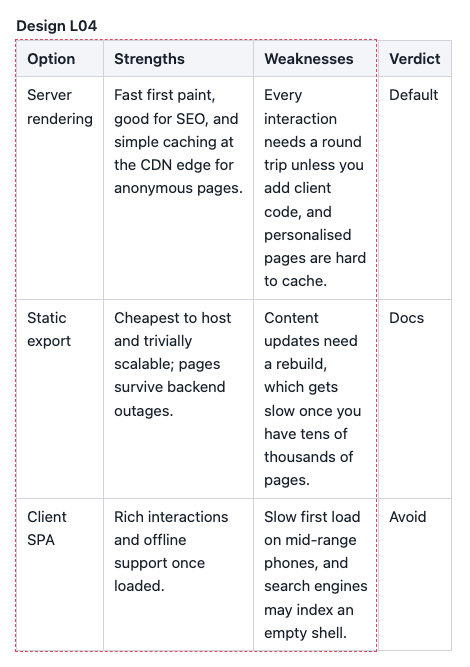 Design L04
Option Strengths Weaknesses Verdict
Server rendering
Fast first paint,
good for SEO, and
simple caching at
the CDN edge for
anonymous pages.
Every
interaction
needs a round
trip unless you
add client
code, and
personalised
pages are hard
to cache.
Default
Static
export
Cheapest to host
and trivially
scalable; pages
survive backend
outages.
Content
updates need
a rebuild,
which gets
slow once you
have tens of
thousands of
pages.
Docs
Client
SPA
Rich interactions
and offline
support once
loaded.
Slow first load
on mid-range
phones, and
search engines
may index an
empty shell.
Avoid